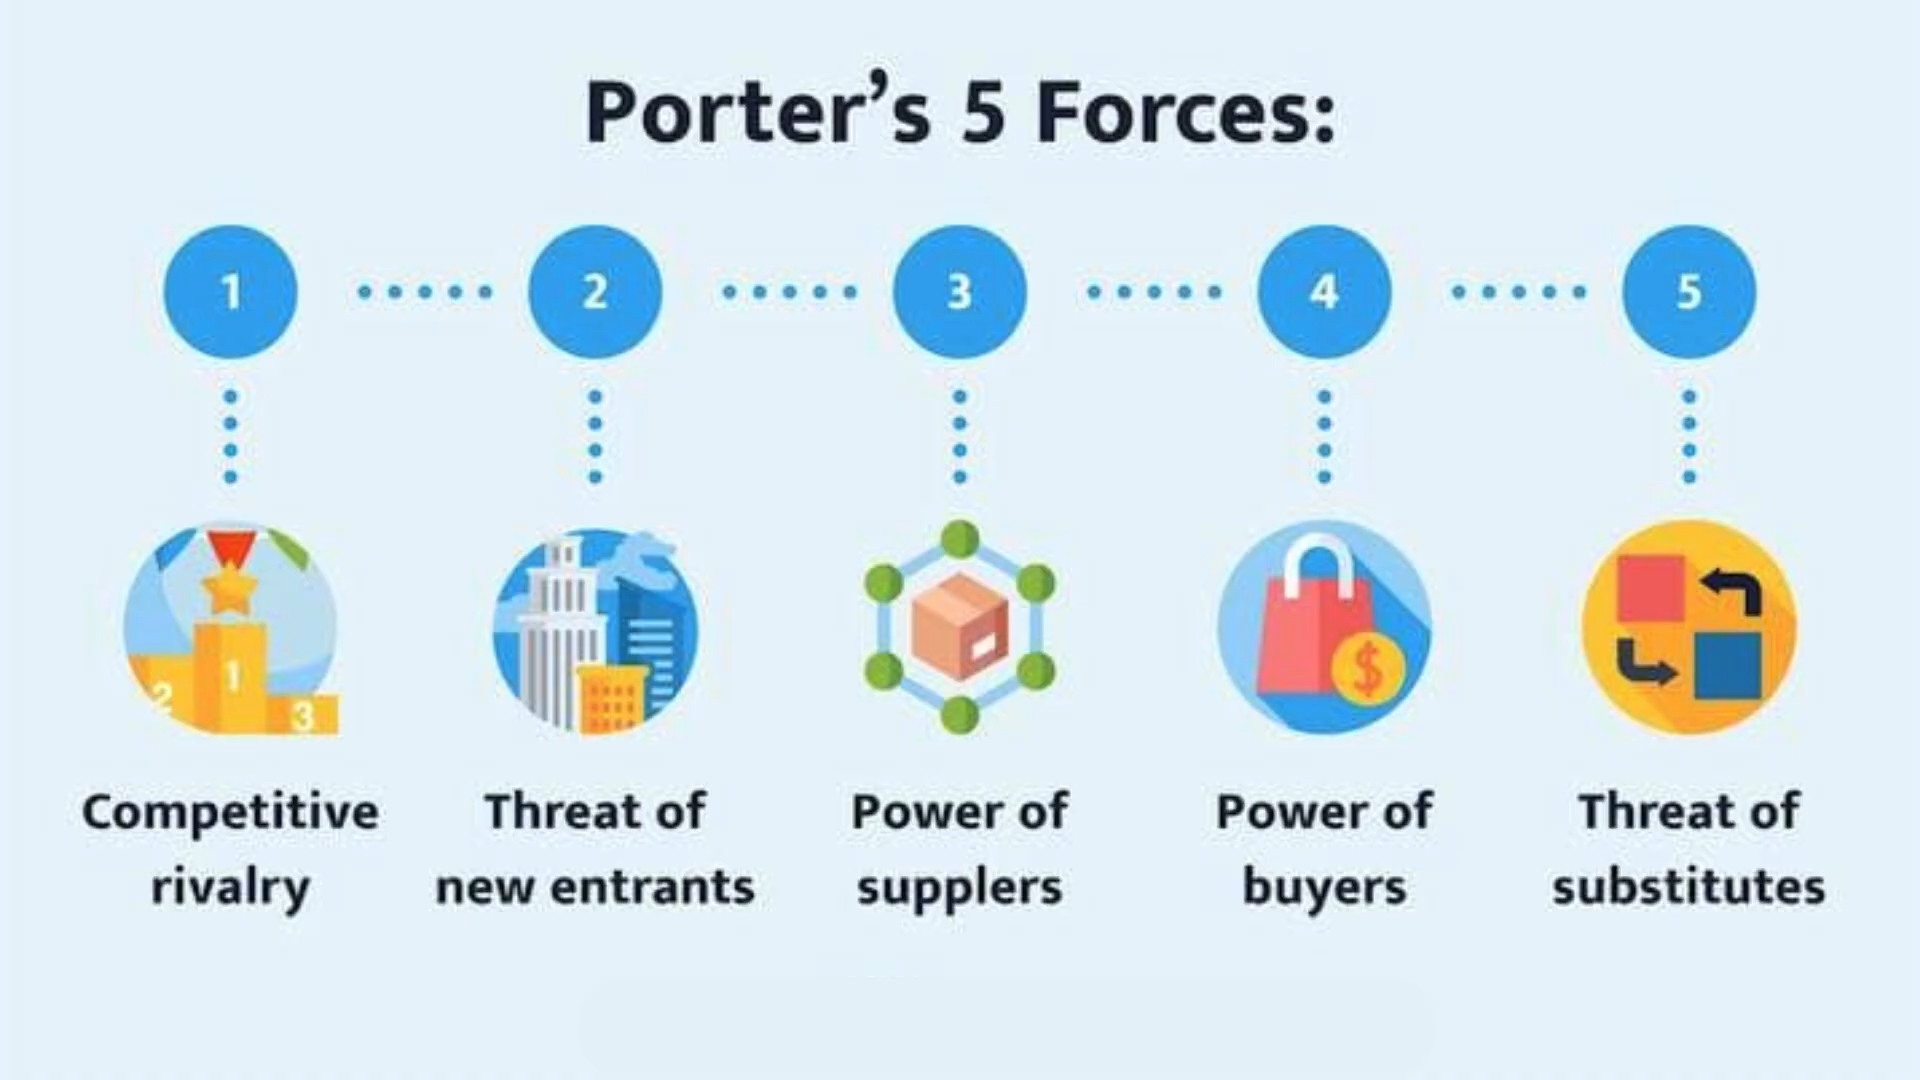 Porter's 5 Forces:
1 2 3 4 5
2 1 3
$
Competitive
rivalry
Threat of
new entrants
Power of
supplers
Power of
buyers
Threat of
substitutes